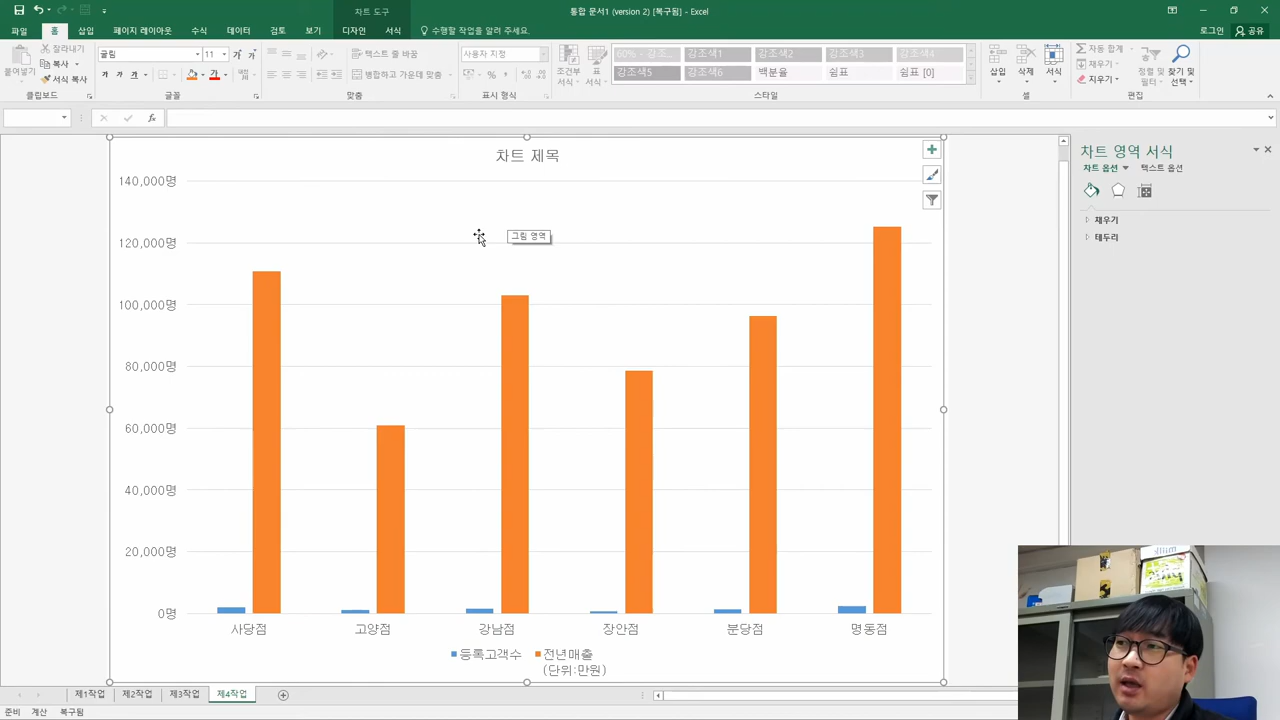 차트 도구
통합 문서1 (version 2) [복구됨] - Excel
파일 홈 삽입 페이지 레이아웃 수식 데이터 검토 보기 디자인 서식 수행할 작업을 알려 주세요. 로그인 공유
붙여넣기
잘라내기
복사
서식 복사
클립보드
굴림 11
가 가 가
글꼴
텍스트 줄 바꿈
병합하고 가운데 맞춤
맞춤
사용자 지정
표시 형식
조건부 서식
표 서식
60% - 강조... 강조색1 강조색2 강조색3 강조색4
강조색5 강조색6 백분율 쉼표 쉼표 [0]
스타일
삽입 삭제 서식
셀
자동 합계
채우기
지우기
정렬 및 필터
찾기 및 선택
편집
fx
차트 제목
140,000명
120,000명
100,000명
80,000명
60,000명
40,000명
20,000명
0명
그림 영역
사당점 고양점 강남점 장안점 분당점 명동점
등록고객수 전년매출
(단위:만원)
차트 영역 서식
차트 옵션 텍스트 옵션
채우기
테두리
제1작업 제2작업 제3작업 제4작업
준비 계산 복구됨